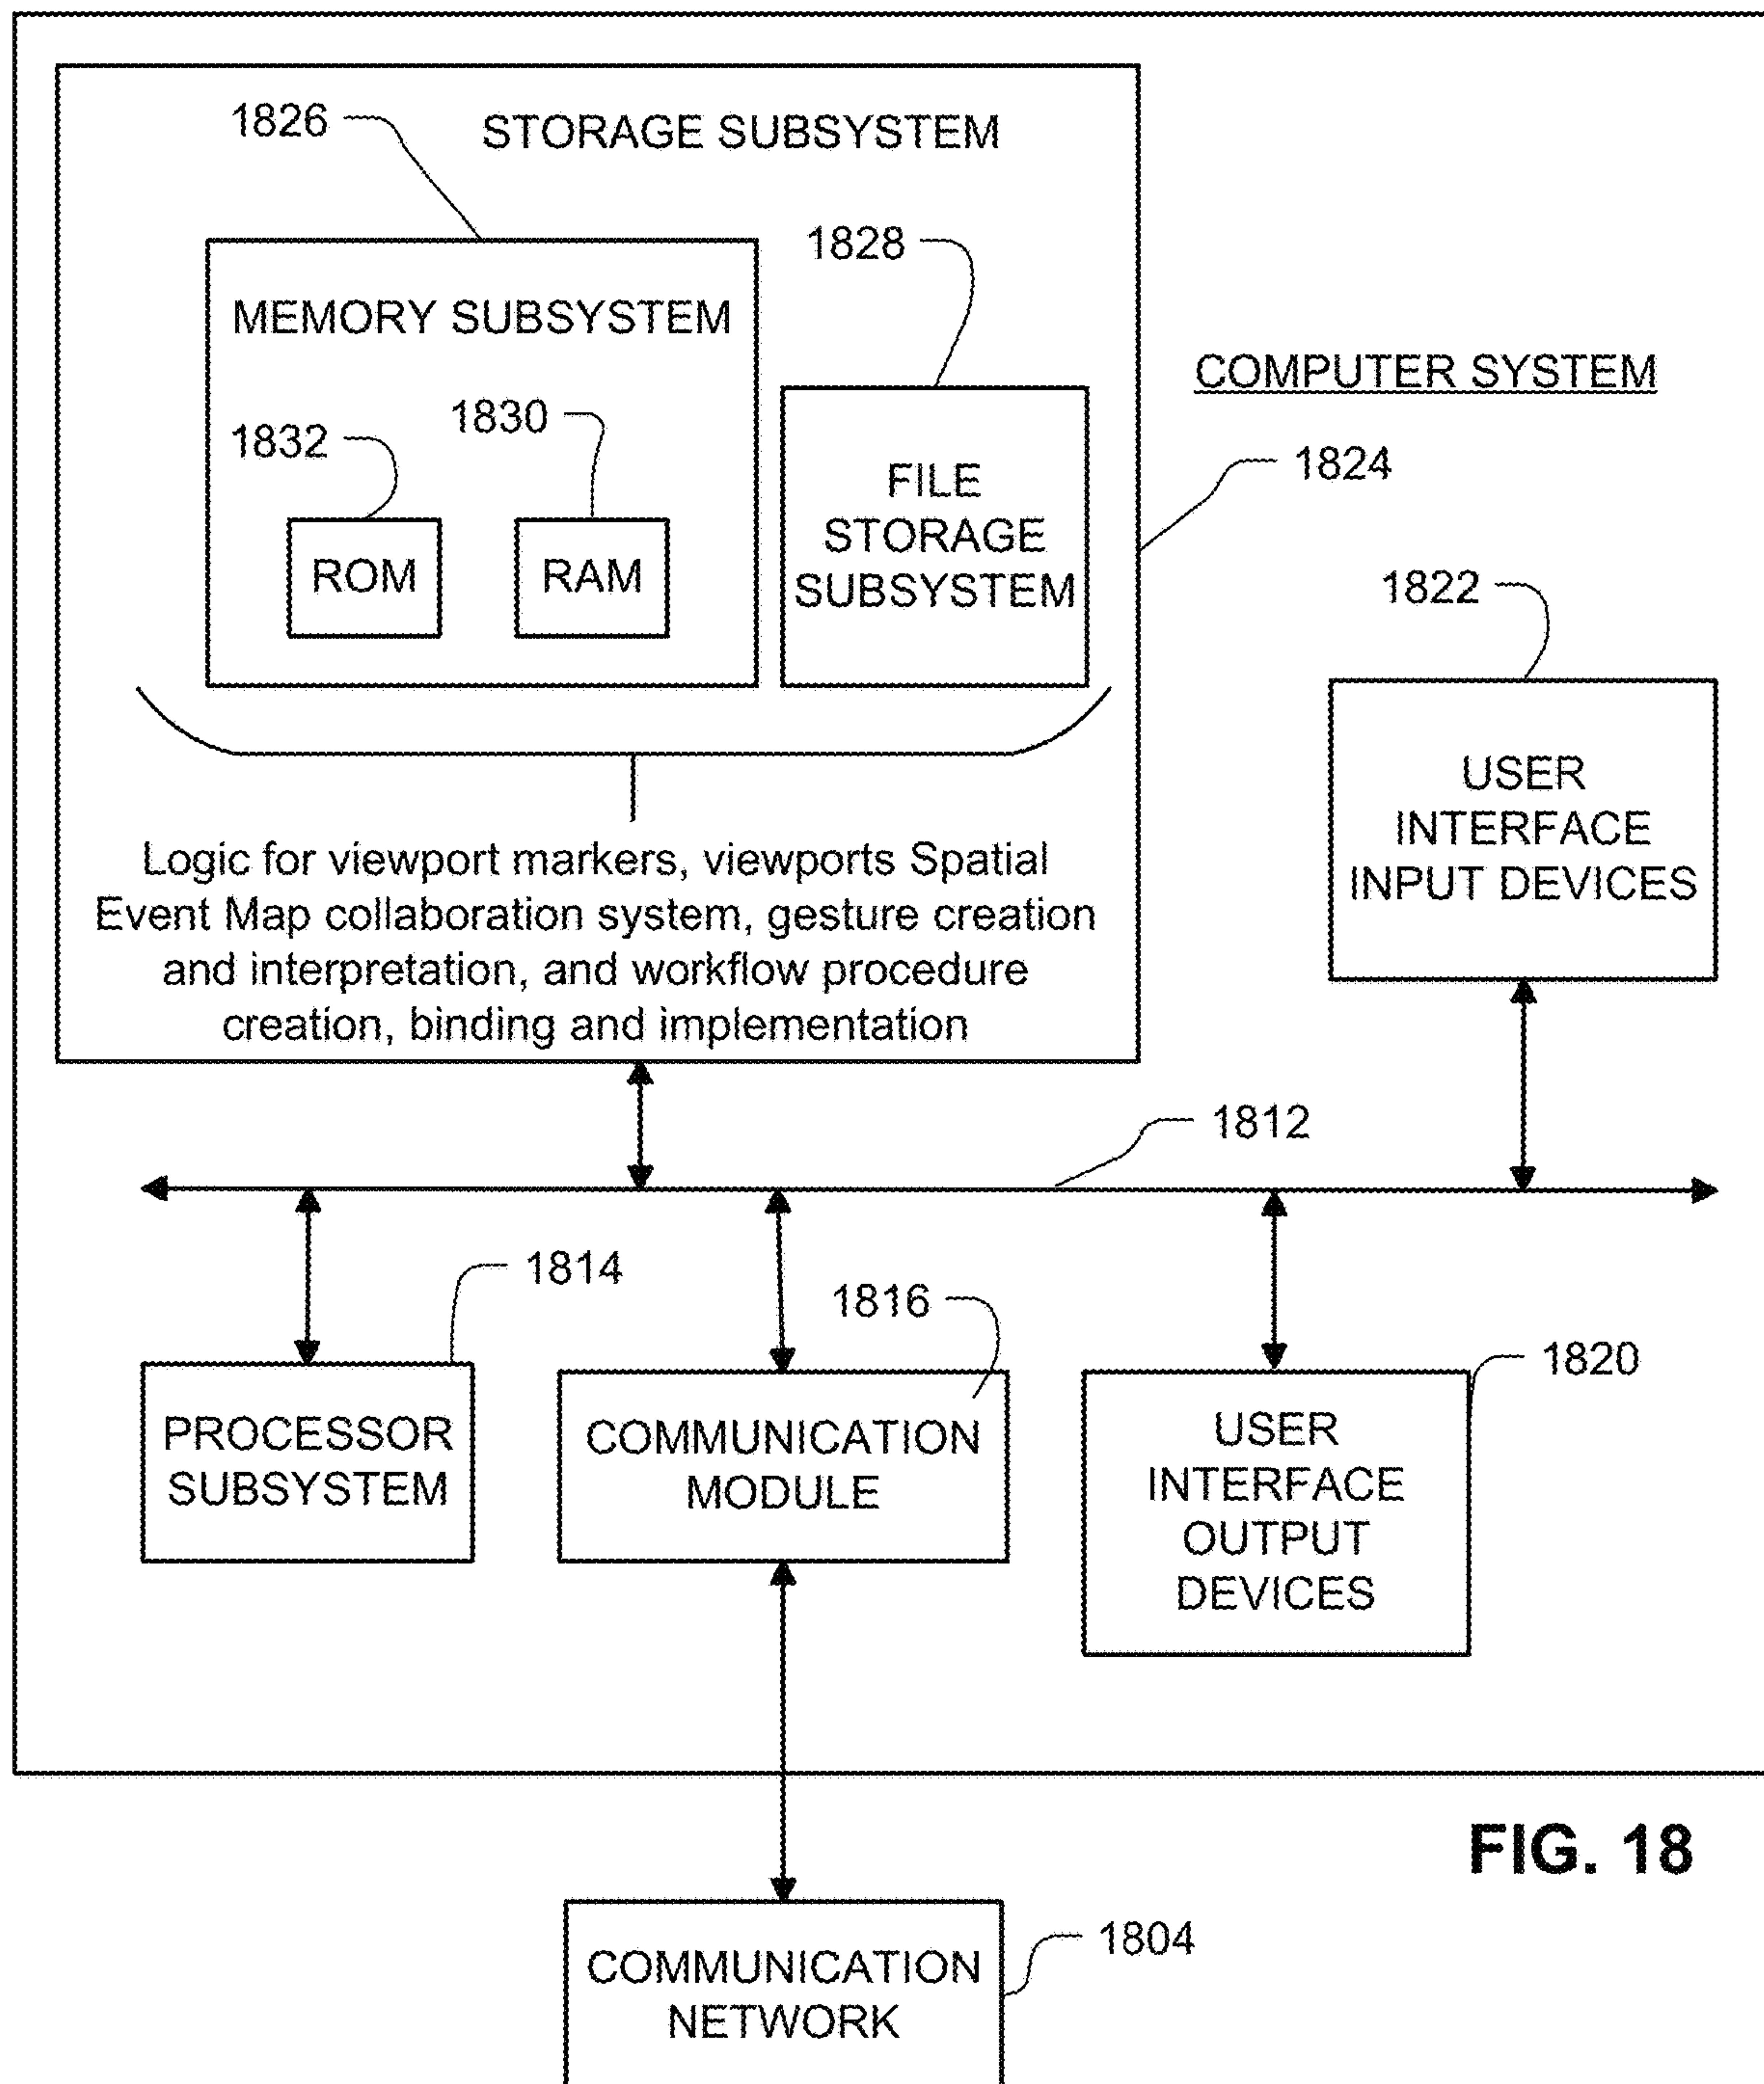 1826
STORAGE SUBSYSTEM
1828
MEMORY SUBSYSTEM
COMPUTER SYSTEM
1830
1832
1824
FILE
STORAGE
SUBSYSTEM
ROM
RAM
1822
USER
INTERFACE
INPUT DEVICES
Logic for viewport markers, viewports Spatial
Event Map collaboration system, gesture creation
and interpretation, and workflow procedure
creation, binding and implementation
1812
1814
1816
1820
PROCESSOR
SUBSYSTEM
COMMUNICATION
MODULE
USER
INTERFACE
OUTPUT
DEVICES
FIG. 18
1804
COMMUNICATION
NETWORK